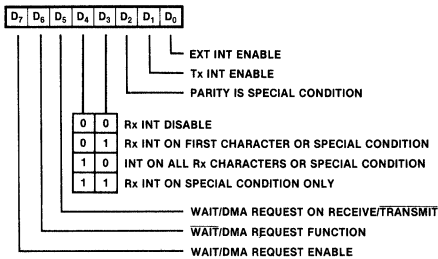 D7 D6 D5 D4 D3 D2 D1 D0
EXT INT ENABLE
Tx INT ENABLE
PARITY IS SPECIAL CONDITION
0 0 Rx INT DISABLE
0 1 Rx INT ON FIRST CHARACTER OR SPECIAL CONDITION
1 0 INT ON ALL Rx CHARACTERS OR SPECIAL CONDITION
1 1 Rx INT ON SPECIAL CONDITION ONLY
WAIT/DMA REQUEST ON RECEIVE/TRANSMIT
WAIT/DMA REQUEST FUNCTION
WAIT/DMA REQUEST ENABLE